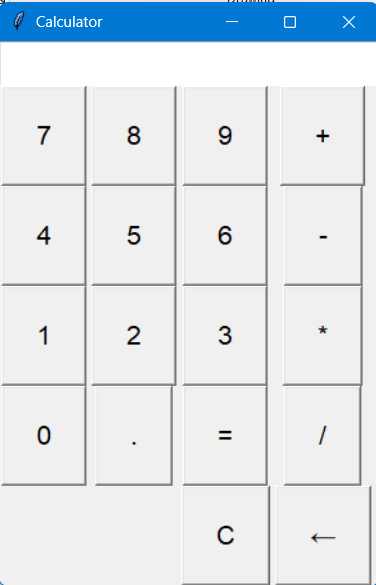 Calculator
7 8 9 +
4 5 6 -
1 2 3 *
0 . = /
C ←